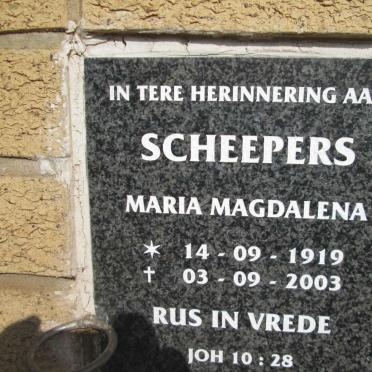 IN TERE HERINNERING AA
SCHEEPERS
MARIA MAGDALENA
* 14 - 09 - 1919
† 03 - 09 - 2003
RUS IN VREDE
JOH 10 : 28